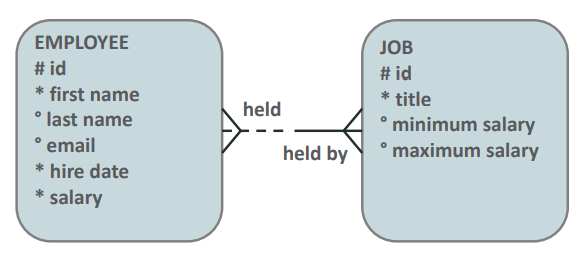 EMPLOYEE
# id
* first name
° last name
° email
* hire date
* salary
held
held by
JOB
# id
* title
° minimum salary
° maximum salary